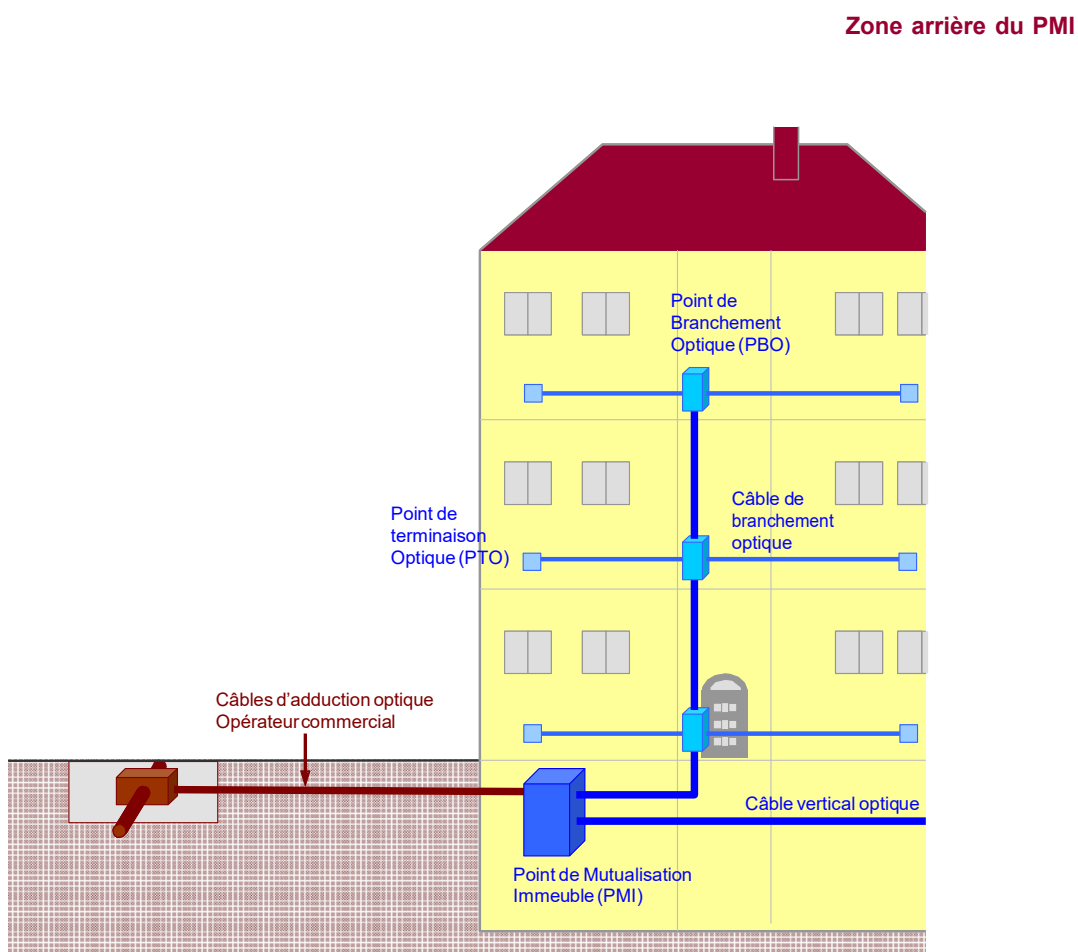 Zone arrière du PMI
Point de
Branchement
Optique (PBO)
Point de
terminaison
Optique (PTO)
Câble de
branchement
optique
Câbles d'adduction optique
Opérateur commercial
Câble vertical optique
Point de Mutualisation
Immeuble (PMI)